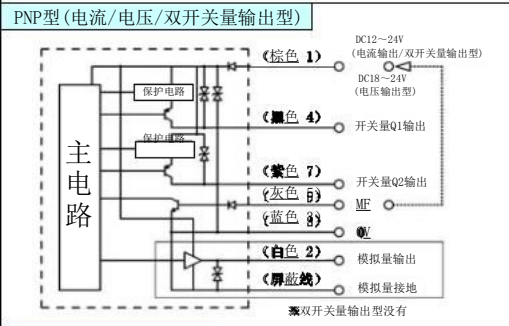 PNP型(电流/电压/双开关量输出型)
DC12～24V
(棕色 1)
(电流输出/双开关量输出型)
DC18～24V
(电压输出型)
保护电路
(黑色 4)
开关量Q1输出
保护电路
主电路
(紫色 7)
开关量Q2输出
(灰色 5)
MF
(蓝色 3)
0V
(白色 2)
模拟量输出
(屏蔽线)
模拟量接地
※双开关量输出型没有